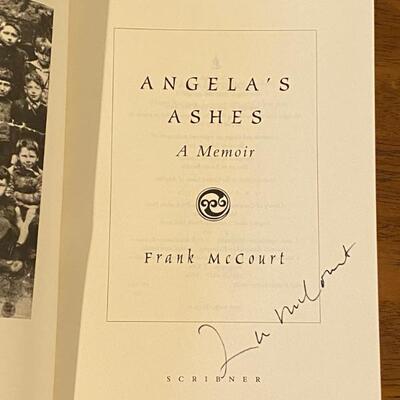 ANGELA'S
ASHES
A Memoir
Frank McCourt
SCRIBNER